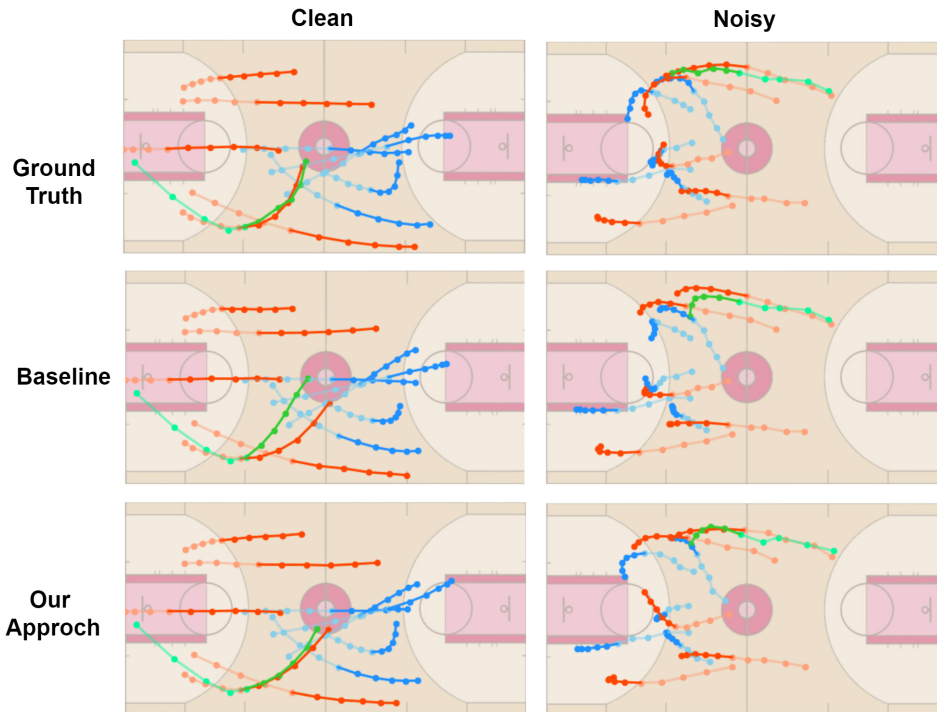 Clean
Noisy
Ground
Truth
Baseline
Our
Approch